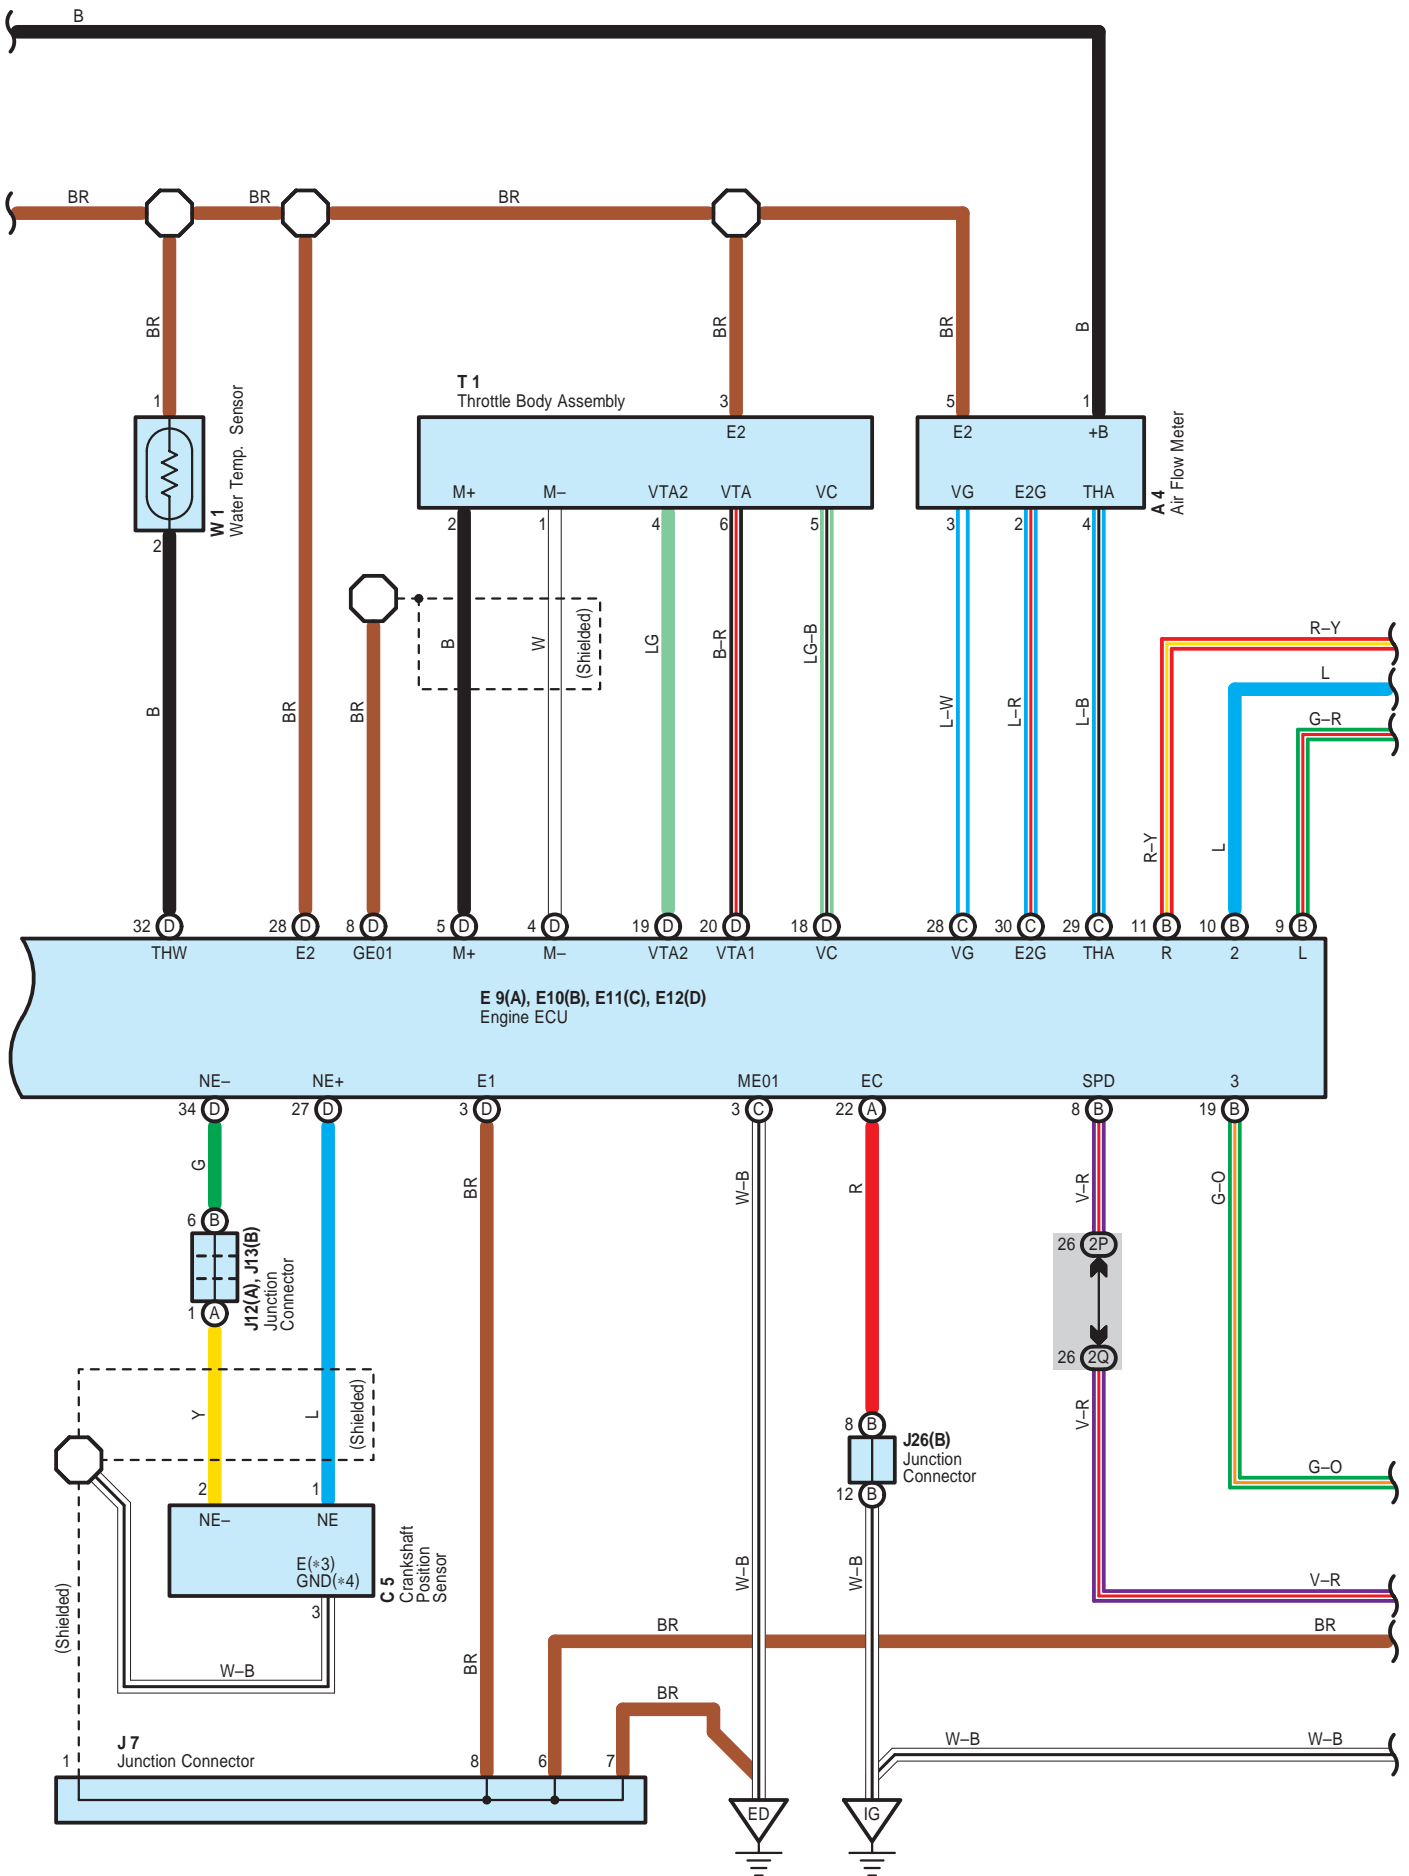 B
BR
BR
BR
BR
BR
BR
B
T 1
Throttle Body Assembly
1
3
5
1
E2
E2
+B
W 1
Water Temp. Sensor
A 4
Air Flow Meter
M+
M–
VTA2
VTA
VC
VG
E2G
THA
2
2
1
4
6
5
3
2
4
(Shielded)
B
W
LG
B–R
LG–B
R–Y
L
G–R
B
BR
BR
L–W
L–R
L–B
R–Y
L
32 D
28 D
8 D
5 D
4 D
19 D
20 D
18 D
28 C
30 C
29 C
11 B
10 B
9 B
THW
E2
GE01
M+
M–
VTA2
VTA1
VC
VG
E2G
THA
R
2
L
E 9(A), E10(B), E11(C), E12(D)
Engine ECU
NE–
NE+
E1
ME01
EC
SPD
3
34 D
27 D
3 D
3 C
22 A
8 B
19 B
G
BR
W–B
R
V–R
G–O
6 B
J12(A), J13(B)
Junction
Connector
1 A
26 2P
26 2Q
Y
L
(Shielded)
V–R
8 B
J26(B)
Junction
Connector
12 B
G–O
2
1
NE–
NE
E(*3)
GND(*4)
3
C 5
Crankshaft
Position
Sensor
W–B
W–B
V–R
(Shielded)
W–B
BR
BR
BR
BR
W–B
W–B
J 7
Junction Connector
1
8
6
7
ED
IG